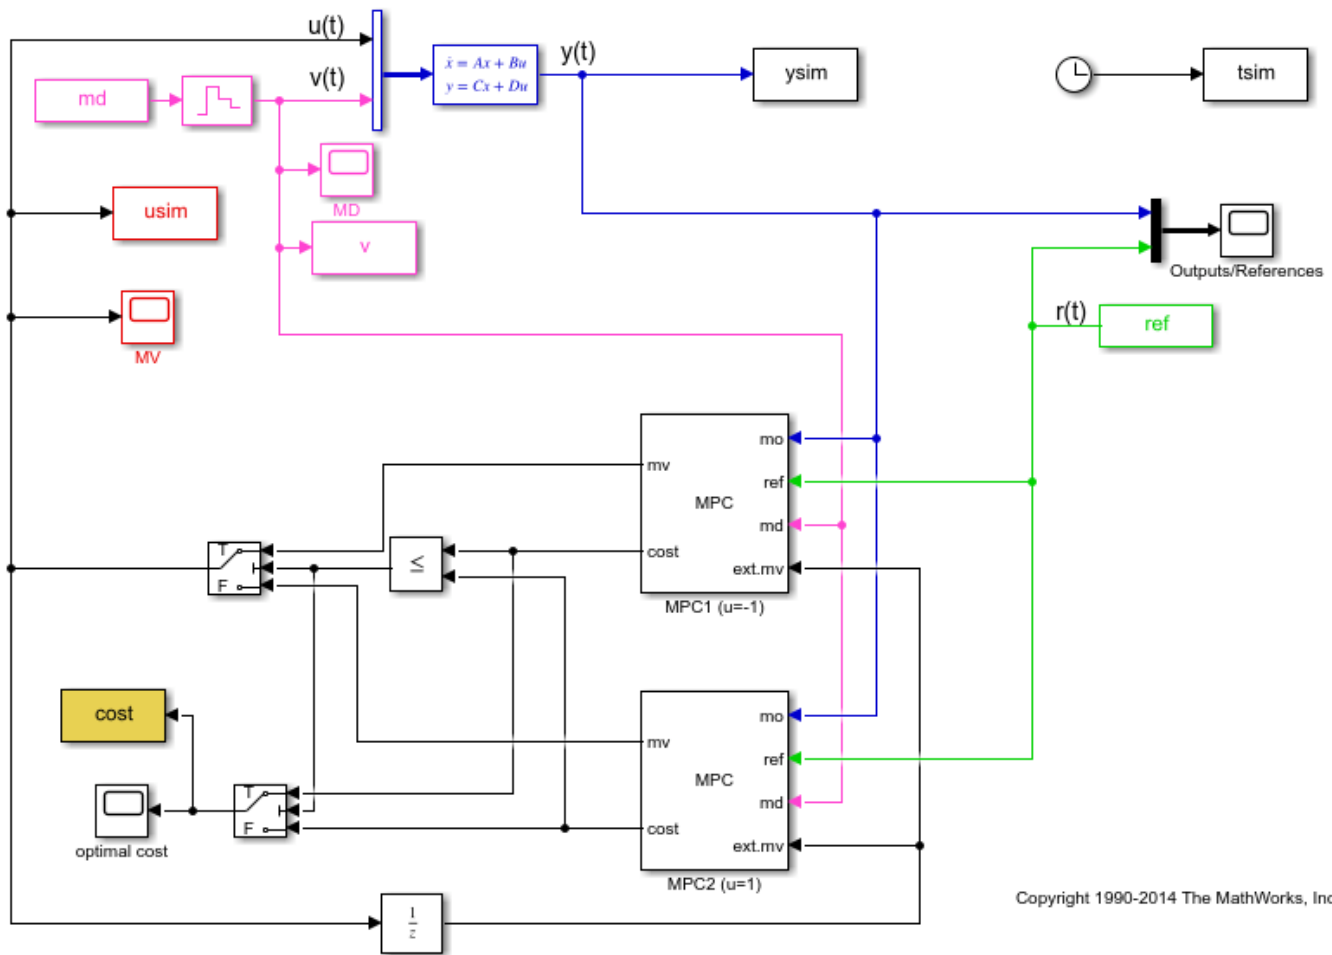 u(t)
v(t)
md
ẋ = Ax + Bu
y = Cx + Du
y(t)
ysim
tsim
MD
usim
v
MV
Outputs/References
r(t)
ref
mo
mv
ref
MPC
md
cost
ext.mv
MPC1 (u=-1)
T
F
≤
cost
mo
mv
ref
MPC
md
cost
ext.mv
MPC2 (u=1)
T
F
optimal cost
1
z
Copyright 1990-2014 The MathWorks, Inc